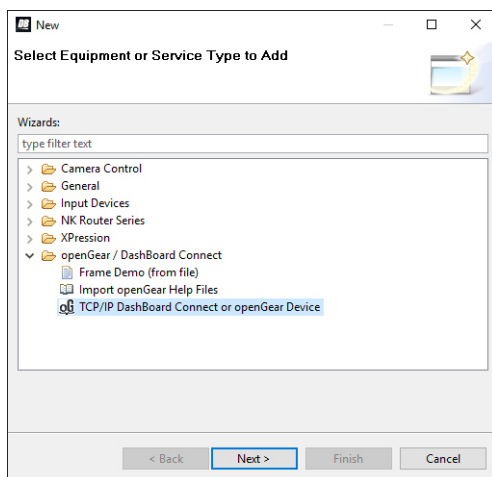 DB New
Select Equipment or Service Type to Add
Wizards:
type filter text
Camera Control
General
Input Devices
NK Router Series
XPression
openGear / DashBoard Connect
Frame Demo (from file)
Import openGear Help Files
oG TCP/IP DashBoard Connect or openGear Device
< Back Next > Finish Cancel